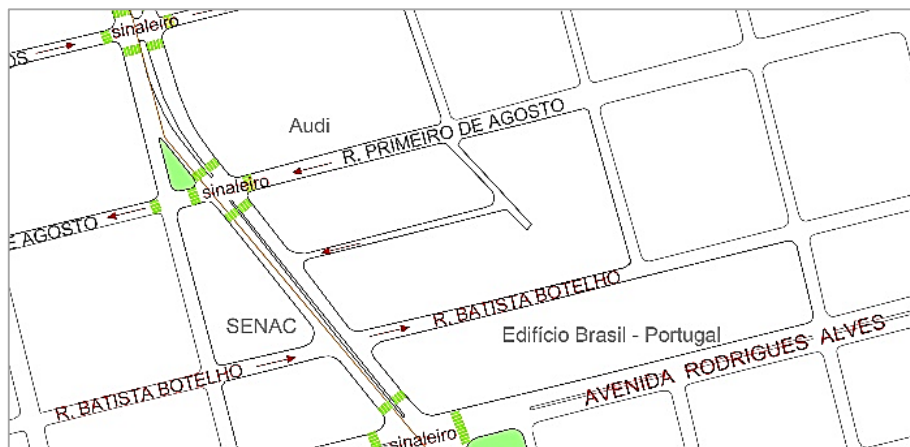 sinaleiro
OS
Audi
R. PRIMEIRO DE AGOSTO
sinaleiro
E AGOSTO
R. BATISTA BOTELHO
SENAC
Edifício Brasil - Portugal
R. BATISTA BOTELHO
AVENIDA RODRIGUES ALVES
sinaleiro